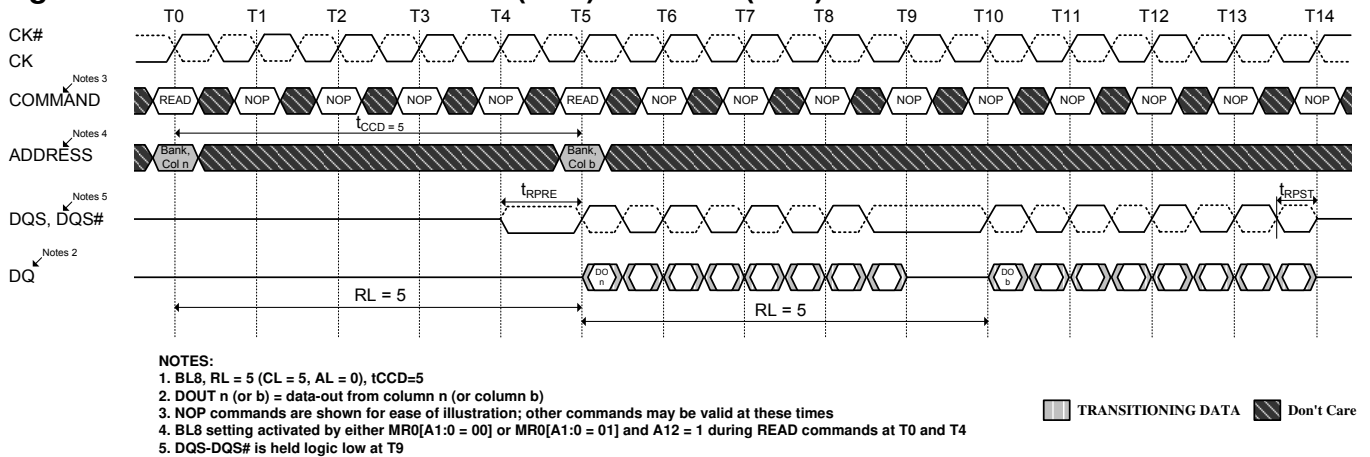 T0 T1 T2 T3 T4 T5 T6 T7 T8 T9 T10 T11 T12 T13 T14
CK#
CK
Notes 3
COMMAND READ NOP NOP NOP NOP READ NOP NOP NOP NOP NOP NOP NOP NOP NOP
tCCD = 5
Notes 4
ADDRESS
Bank, Col n
Bank, Col b
Notes 5
DQS, DQS#
tRPRE
tRPST
Notes 2
DQ
DO n
DO b
RL = 5
RL = 5
NOTES:
1. BL8, RL = 5 (CL = 5, AL = 0), tCCD=5
2. DOUT n (or b) = data-out from column n (or column b)
3. NOP commands are shown for ease of illustration; other commands may be valid at these times
4. BL8 setting activated by either MR0[A1:0 = 00] or MR0[A1:0 = 01] and A12 = 1 during READ commands at T0 and T4
5. DQS-DQS# is held logic low at T9
TRANSITIONING DATA
Don't Care